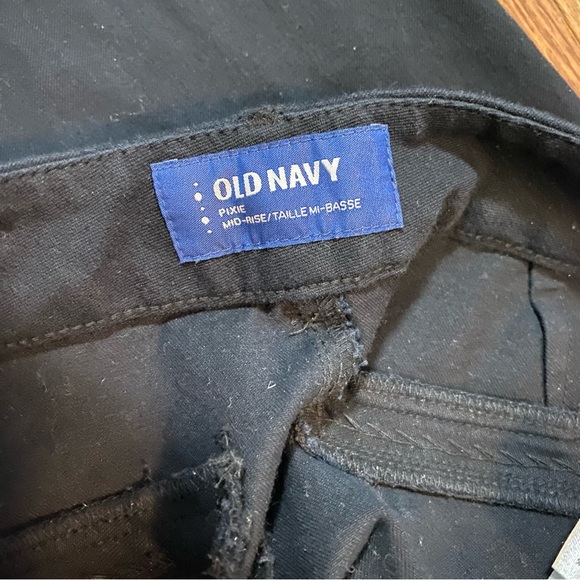 OLD NAVY
PIXIE
MID-RISE/TAILLE MI-BASSE